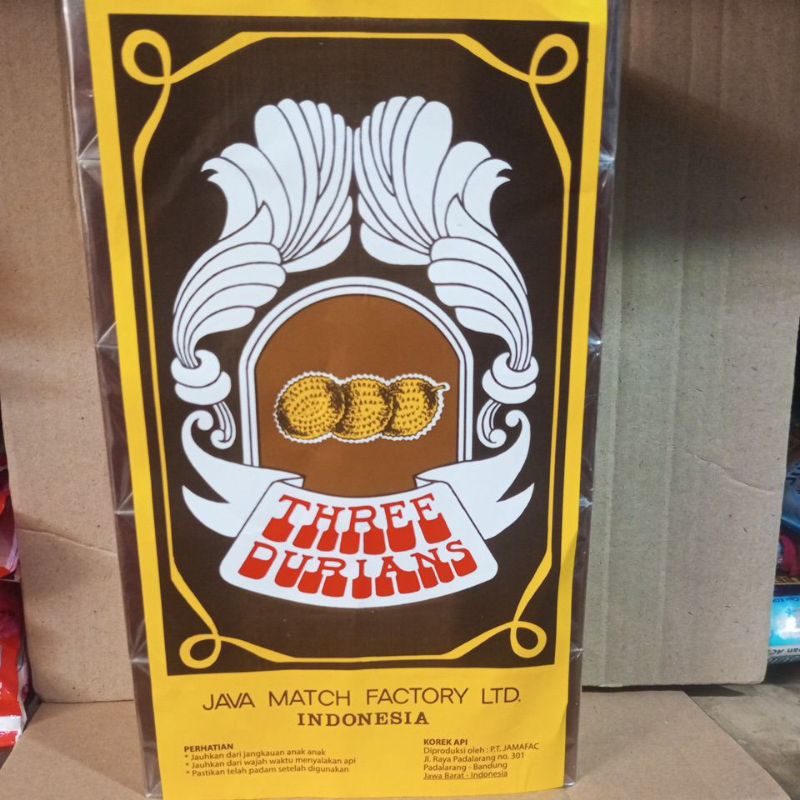 THREE
DURIANS
JAVA MATCH FACTORY LTD.
INDONESIA
PERHATIAN
* Jauhkan dari jangkauan anak anak
* Jauhkan dari wajah waktu menyalakan api
* Pastikan telah padam setelah digunakan
KOREK API
Diproduksi oleh : P.T. JAMAFAC
Jl. Raya Padalarang no. 301
Padalarang - Bandung
Jawa Barat - Indonesia